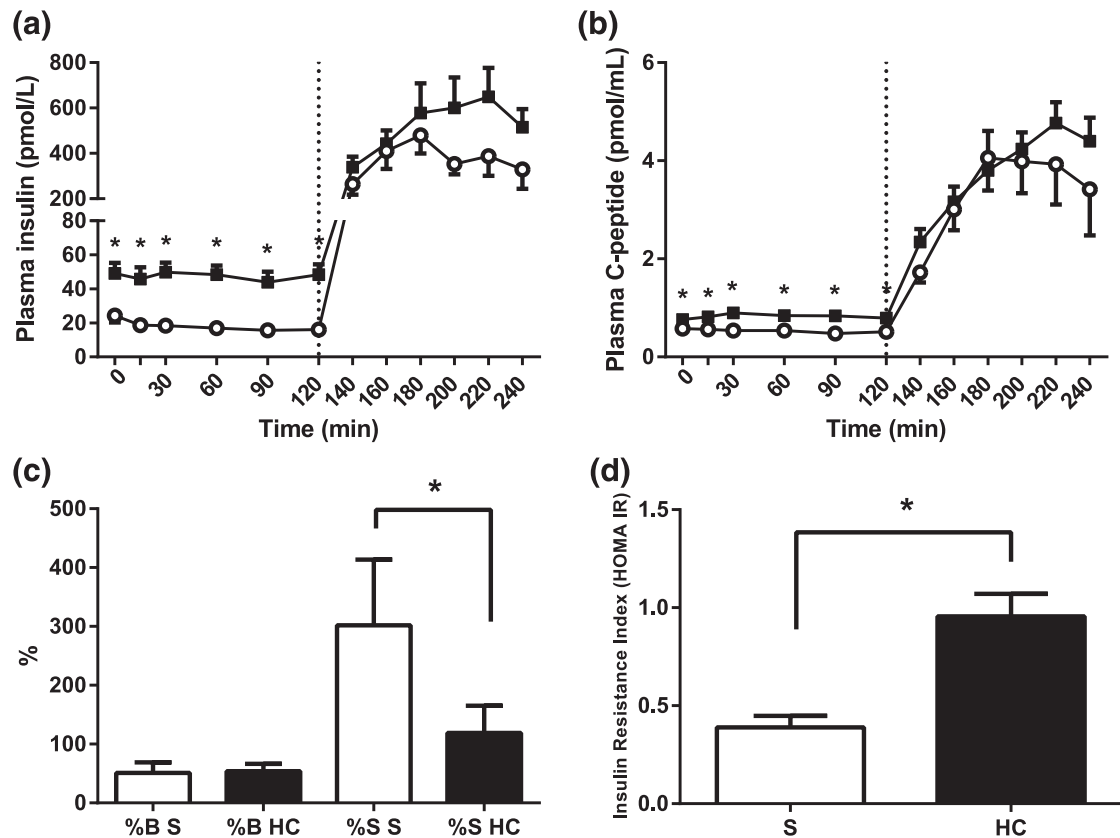 (a)
Plasma insulin (pmol/L)
800
600
400
200
80
60
40
20
0
* * * * * *
0 30 60 90 120 140 160 180 200 220 240
Time (min)
(b)
Plasma C-peptide (pmol/mL)
6
4
2
0
* * * * * *
0 30 60 90 120 140 160 180 200 220 240
Time (min)
(c)
%
500
400
300
200
100
0
*
%B S %B HC %S S %S HC
(d)
Insulin Resistance Index (HOMA IR)
1.5
1.0
0.5
0.0
*
S HC